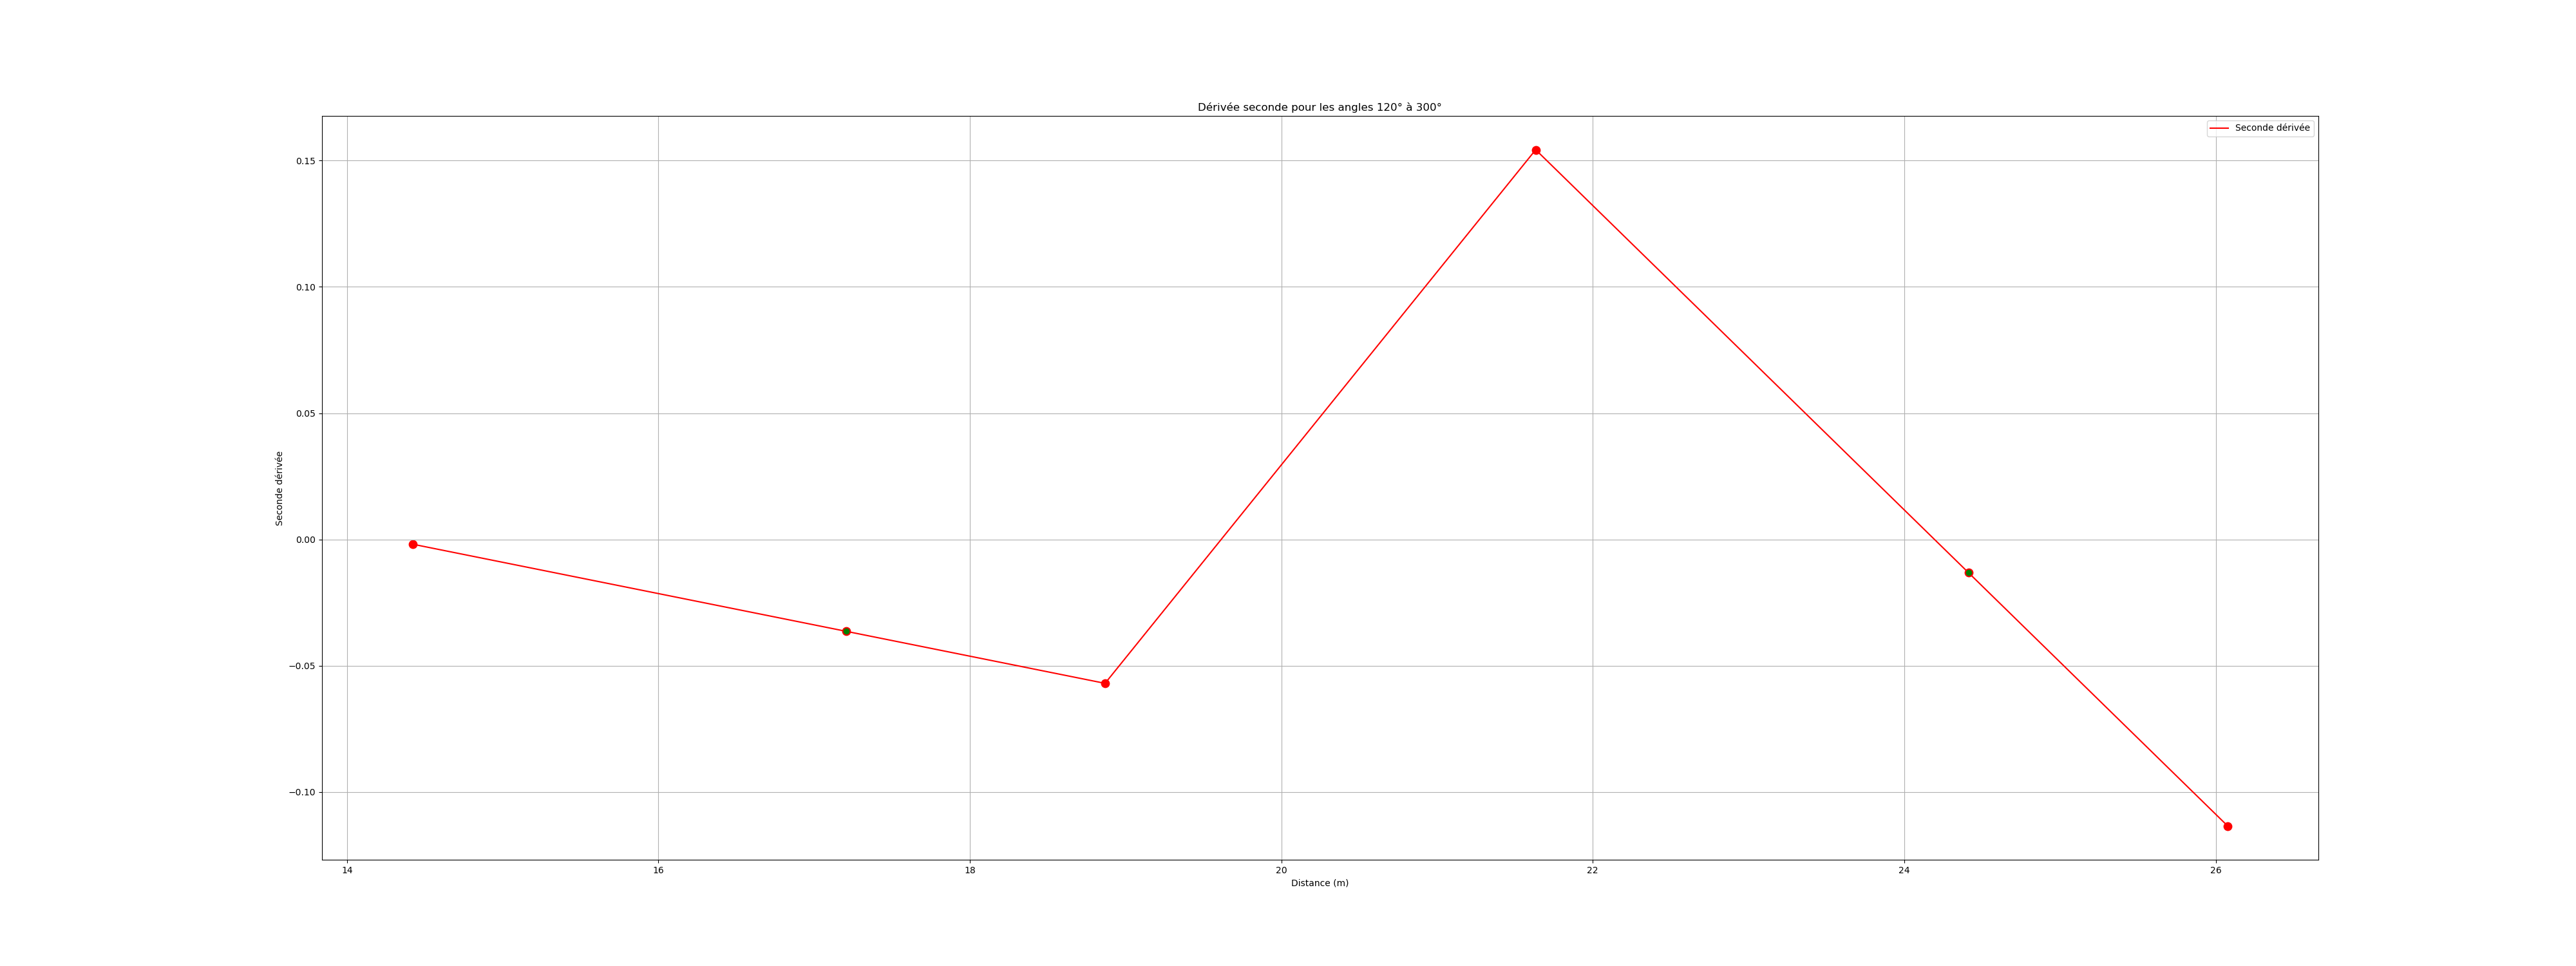 Dérivée seconde pour les angles 120° à 300°
Seconde dérivée
0.15
0.10
0.05
0.00
−0.05
−0.10
Seconde dérivée
14 16 18 20 22 24 26
Distance (m)